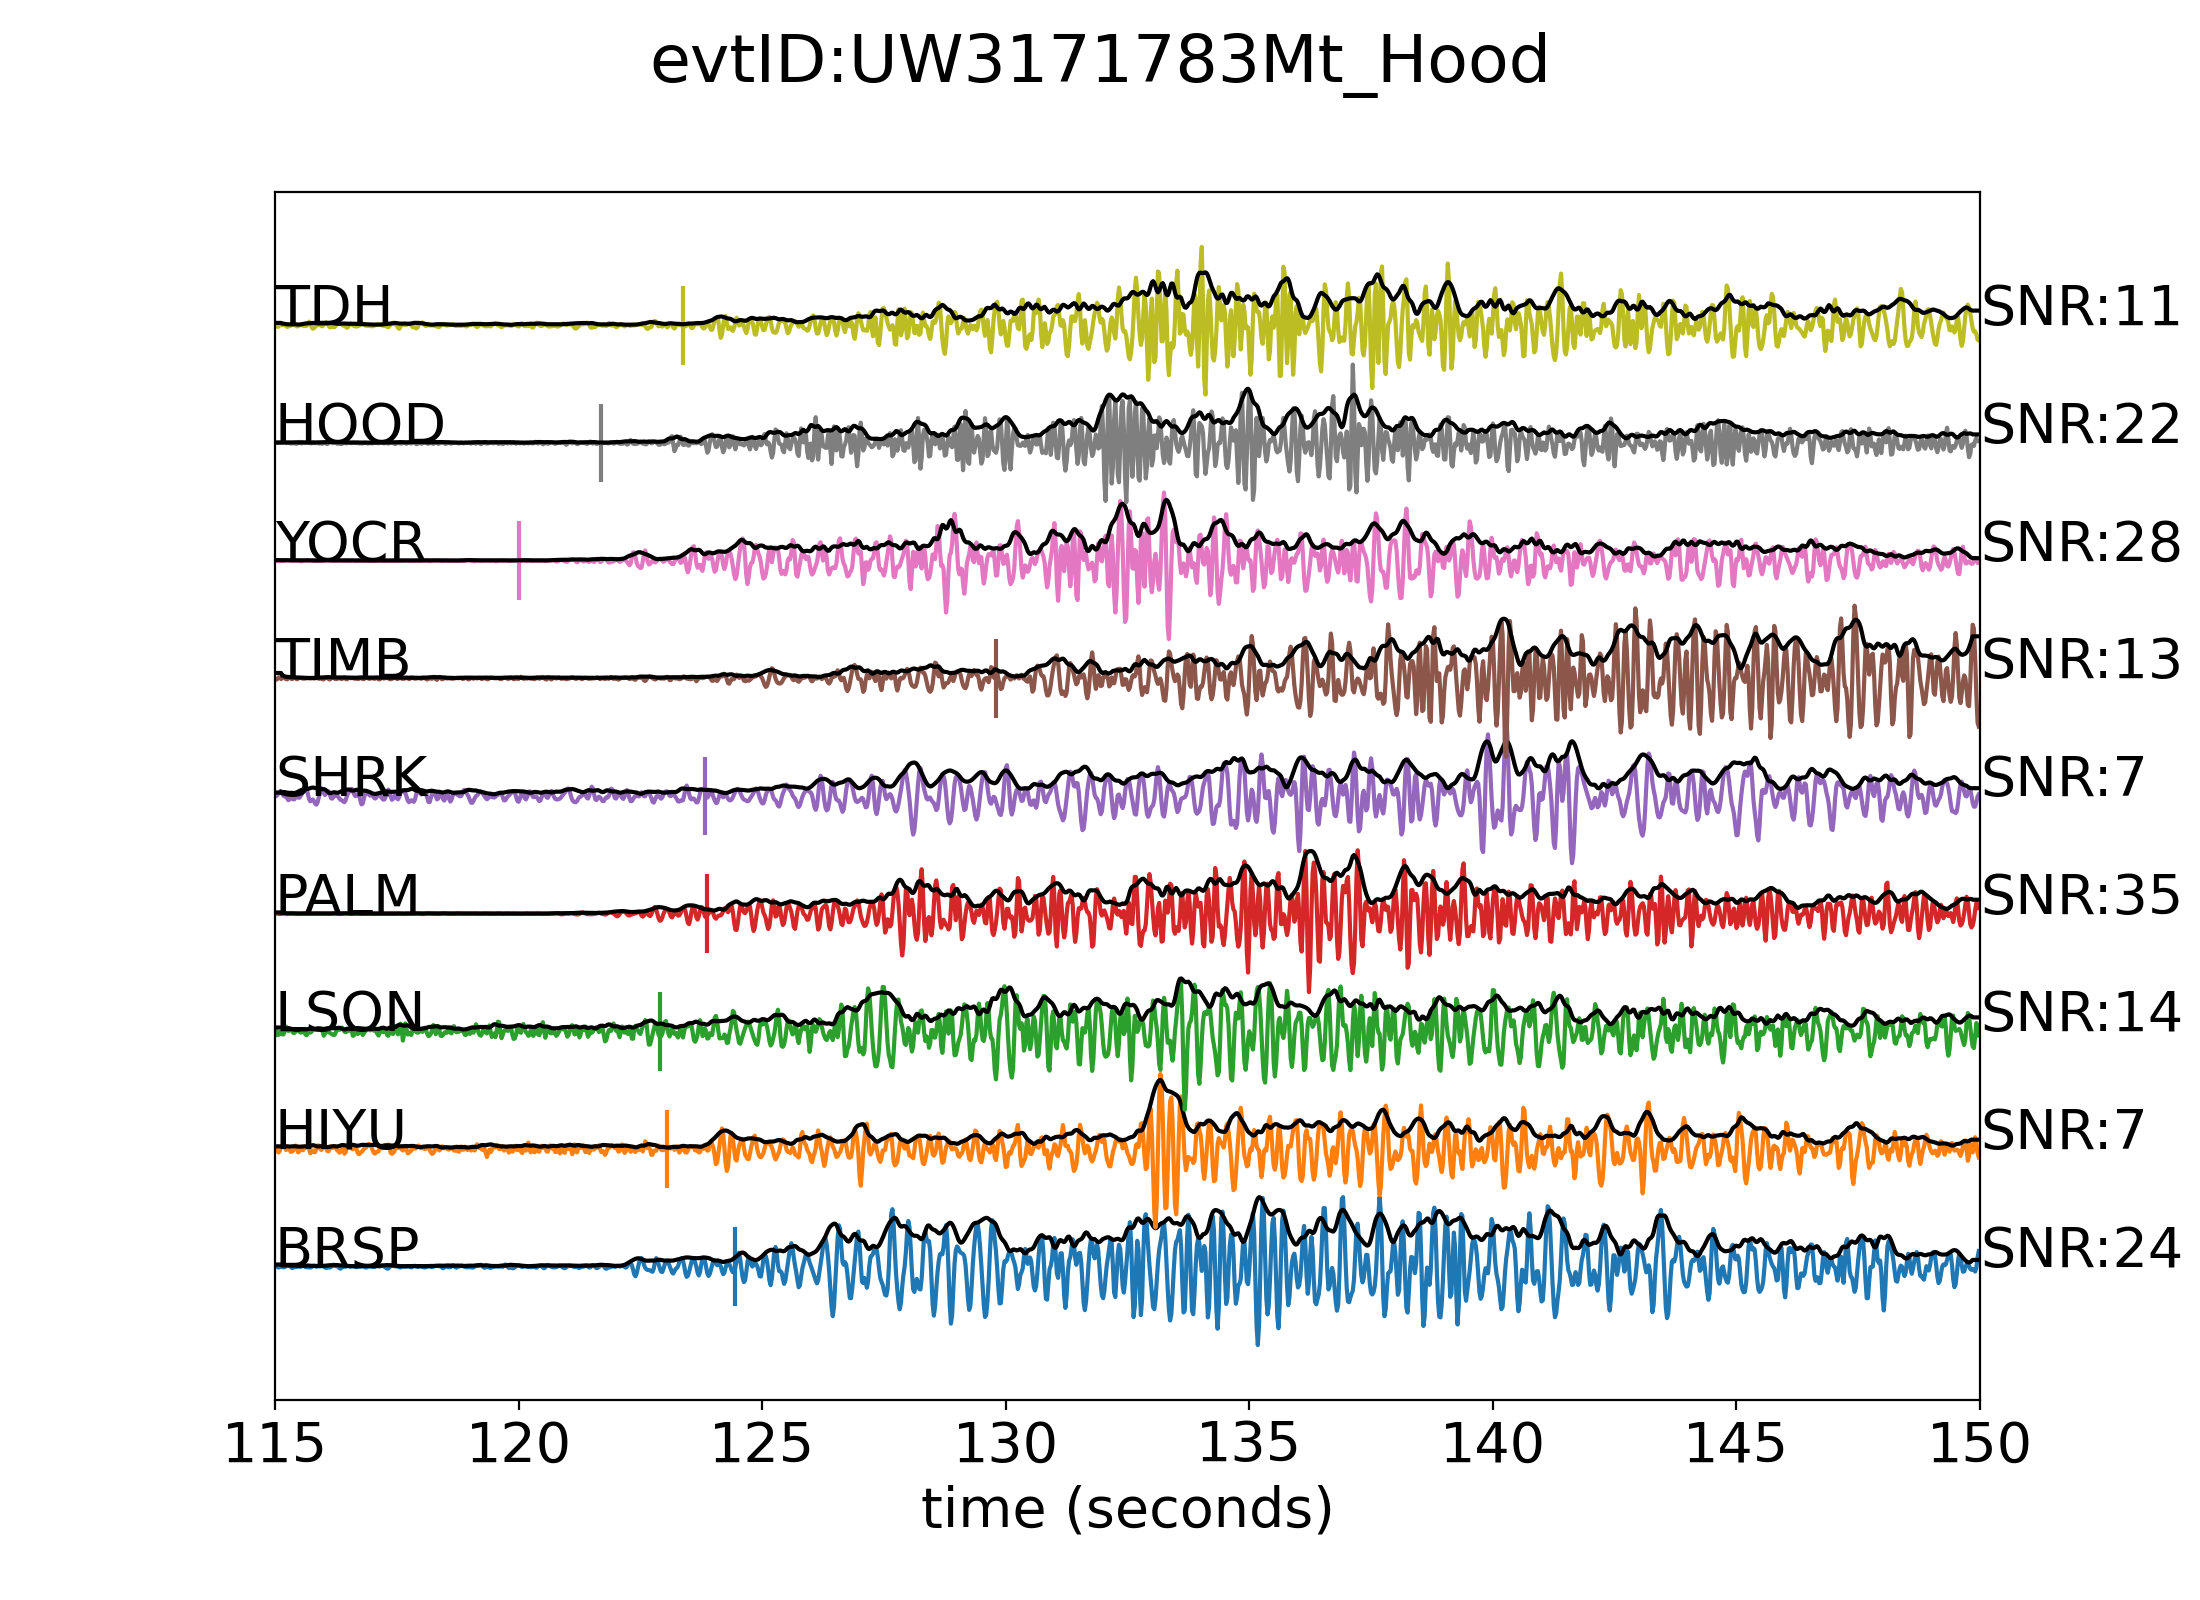 evtID:UW3171783Mt_Hood
TDH SNR:11
HOOD SNR:22
YOCR SNR:28
TIMB SNR:13
SHRK SNR:7
PALM SNR:35
LSON SNR:14
HIYU SNR:7
BRSP SNR:24
115 120 125 130 135 140 145 150
time (seconds)